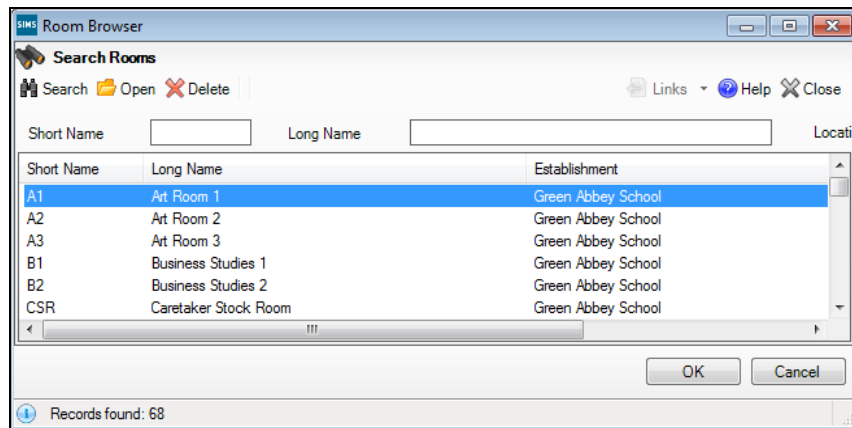 SIMS Room Browser
Search Rooms
Search Open Delete Links Help Close
Short Name Long Name Locati
Short Name Long Name Establishment
A1 Art Room 1 Green Abbey School
A2 Art Room 2 Green Abbey School
A3 Art Room 3 Green Abbey School
B1 Business Studies 1 Green Abbey School
B2 Business Studies 2 Green Abbey School
CSR Caretaker Stock Room Green Abbey School
OK Cancel
Records found: 68